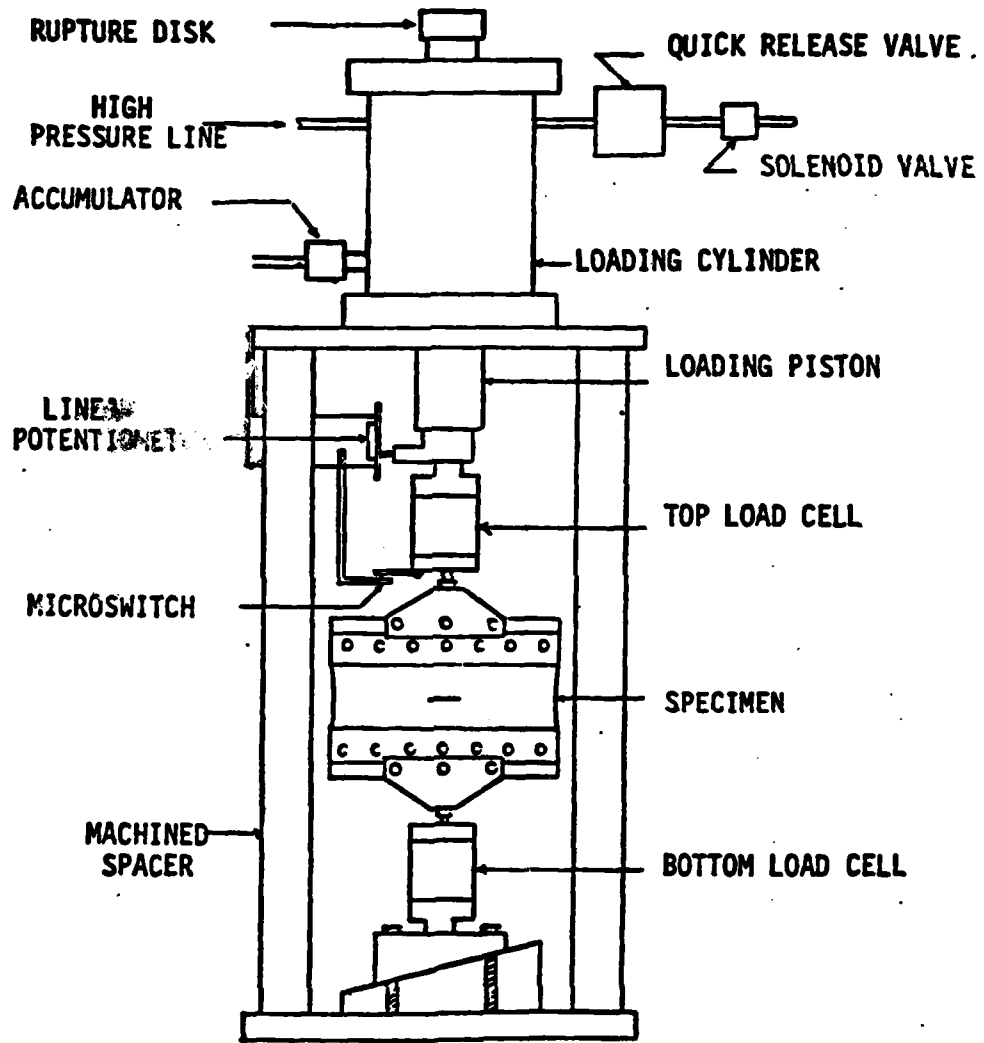 RUPTURE DISK
QUICK RELEASE VALVE.
HIGH
PRESSURE LINE
SOLENOID VALVE
ACCUMULATOR
LOADING CYLINDER
LOADING PISTON
TOP LOAD CELL
MICROSWITCH
SPECIMEN
MACHINED
SPACER
BOTTOM LOAD CELL